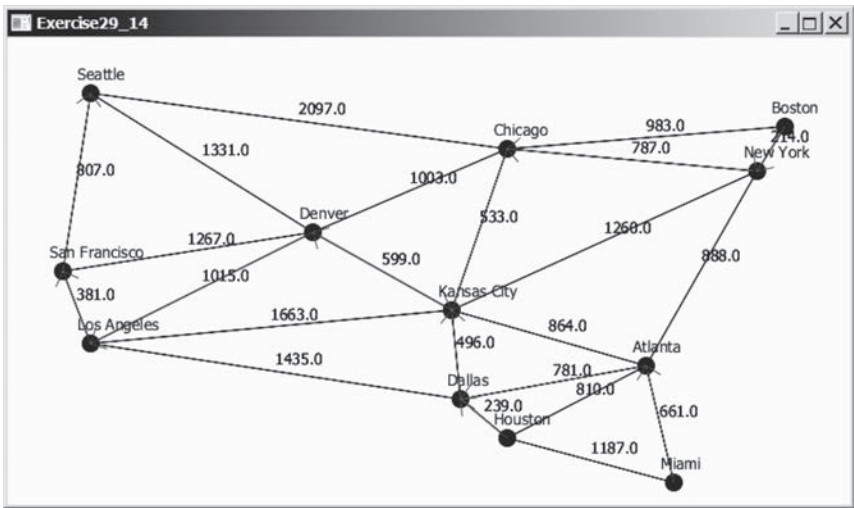 Exercise29_14
Seattle
Boston
2097.0
Chicago
983.0
214.0
787.0
New York
1331.0
807.0
1003.0
Denver
533.0
1260.0
1267.0
San Francisco
599.0
888.0
1015.0
381.0
Kansas City
1663.0
Los Angeles
864.0
496.0
Atlanta
1435.0
781.0
Dallas
810.0
239.0
661.0
Houston
1187.0
Miami